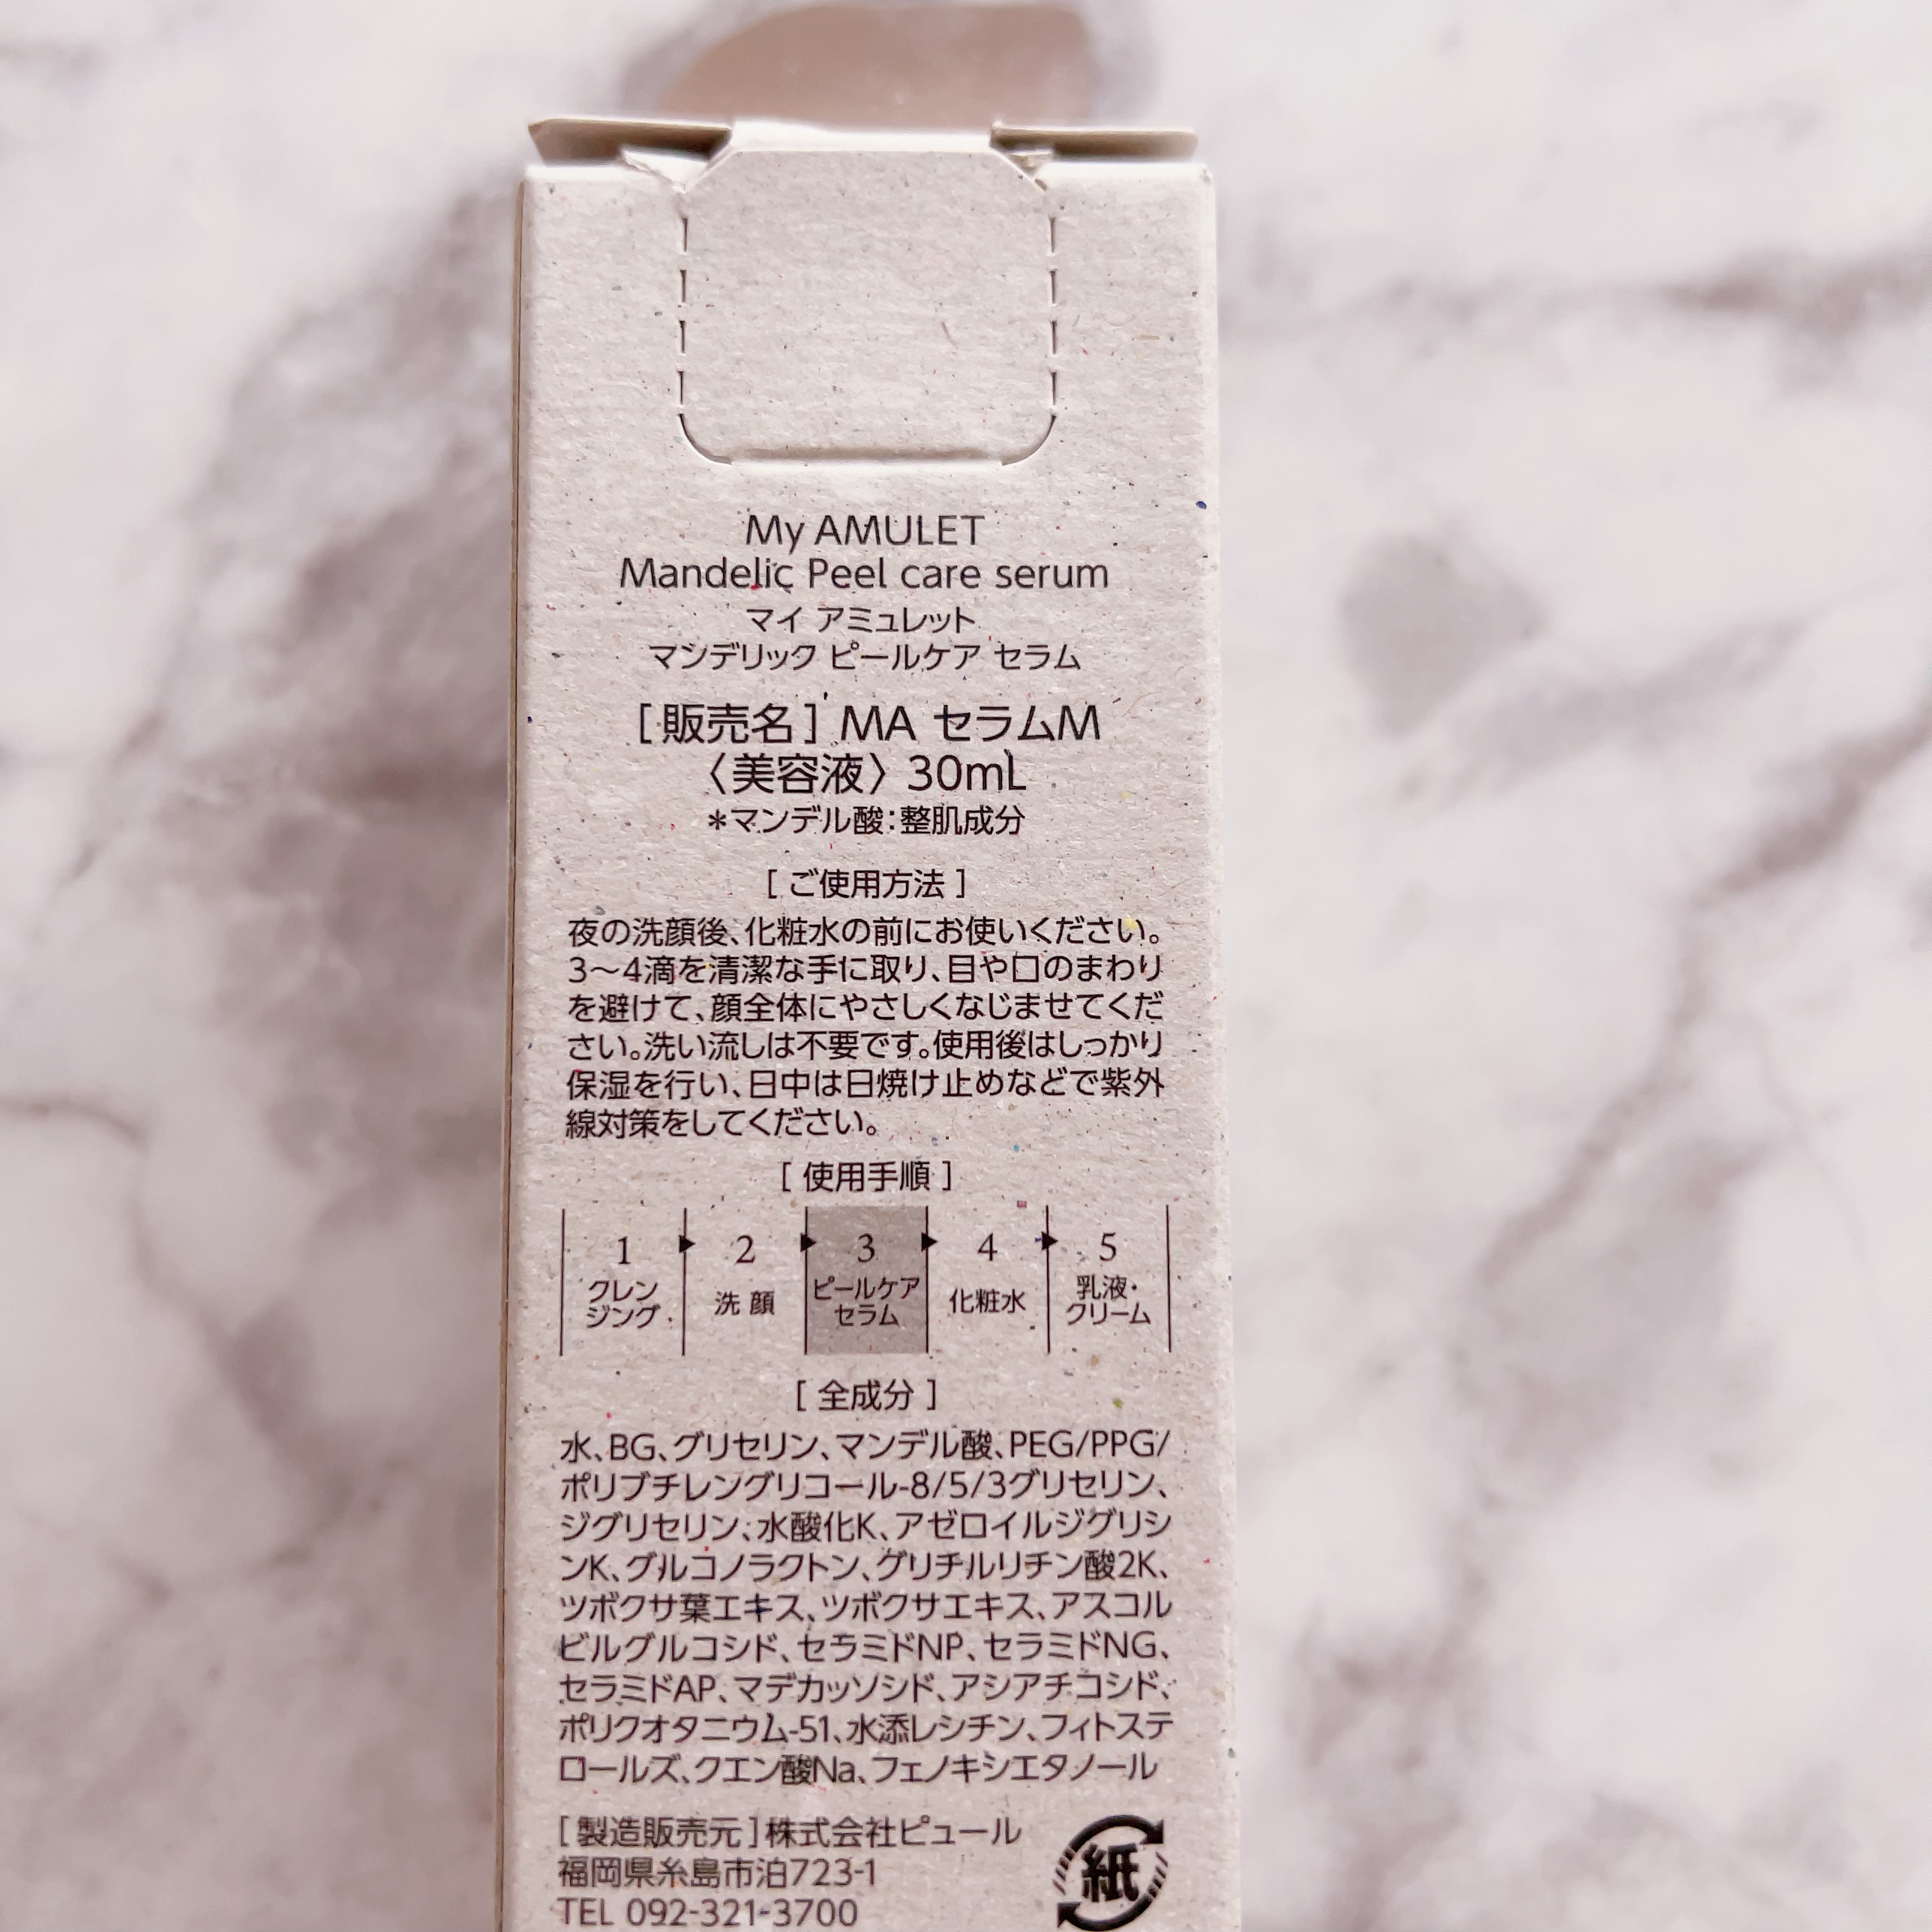 My AMULET
Mandelic Peel care serum
マイ アミュレット
マンデリック ピールケア セラム
[販売名] MA セラムM
〈美容液〉30mL
*マンデル酸:整肌成分
[ ご使用方法 ]
夜の洗顔後、化粧水の前にお使いください。
3〜4滴を清潔な手に取り、目や口のまわり
を避けて、顔全体にやさしくなじませてくだ
さい。洗い流しは不要です。使用後はしっかり
保湿を行い、日中は日焼け止めなどで紫外
線対策をしてください。
[ 使用手順 ]
1 クレン
ジング
2 洗顔
3 ピールケア
セラム
4 化粧水
5 乳液・
クリーム
[ 全成分 ]
水、BG、グリセリン、マンデル酸、PEG/PPG/
ポリブチレングリコール-8/5/3グリセリン、
ジグリセリン、水酸化K、アゼロイルジグリシ
ンK、グルコノラクトン、グリチルリチン酸2K、
ツボクサ葉エキス、ツボクサエキス、アスコル
ビルグルコシド、セラミドNP、セラミドNG、
セラミドAP、マデカッソシド、アシアチコシド、
ポリクオタニウム-51、水添レシチン、フィトステ
ロールズ、クエン酸Na、フェノキシエタノール
[製造販売元]株式会社ピュール
福岡県糸島市泊723-1
TEL 092-321-3700
紙